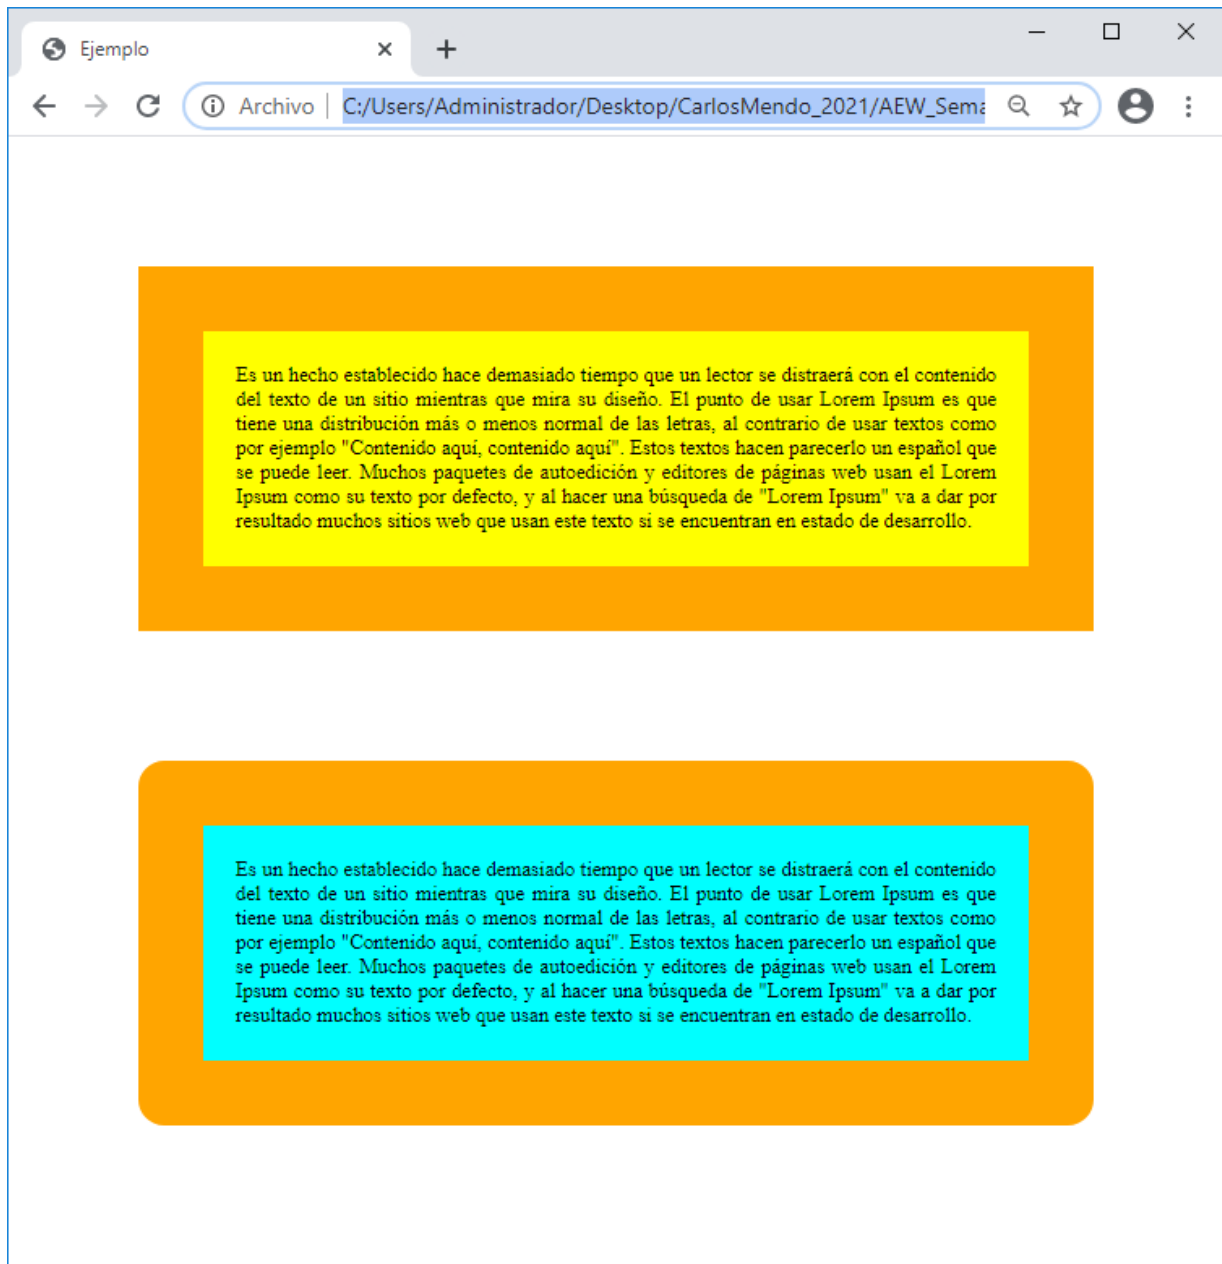 Ejemplo
Archivo
C:/Users/Administrador/Desktop/CarlosMendo_2021/AEW_Sema
Es un hecho establecido hace demasiado tiempo que un lector se distraerá con el contenido
del texto de un sitio mientras que mira su diseño. El punto de usar Lorem Ipsum es que
tiene una distribución más o menos normal de las letras, al contrario de usar textos como
por ejemplo "Contenido aquí, contenido aquí". Estos textos hacen parecerlo un español que
se puede leer. Muchos paquetes de autoedición y editores de páginas web usan el Lorem
Ipsum como su texto por defecto, y al hacer una búsqueda de "Lorem Ipsum" va a dar por
resultado muchos sitios web que usan este texto si se encuentran en estado de desarrollo.
Es un hecho establecido hace demasiado tiempo que un lector se distraerá con el contenido
del texto de un sitio mientras que mira su diseño. El punto de usar Lorem Ipsum es que
tiene una distribución más o menos normal de las letras, al contrario de usar textos como
por ejemplo "Contenido aquí, contenido aquí". Estos textos hacen parecerlo un español que
se puede leer. Muchos paquetes de autoedición y editores de páginas web usan el Lorem
Ipsum como su texto por defecto, y al hacer una búsqueda de "Lorem Ipsum" va a dar por
resultado muchos sitios web que usan este texto si se encuentran en estado de desarrollo.